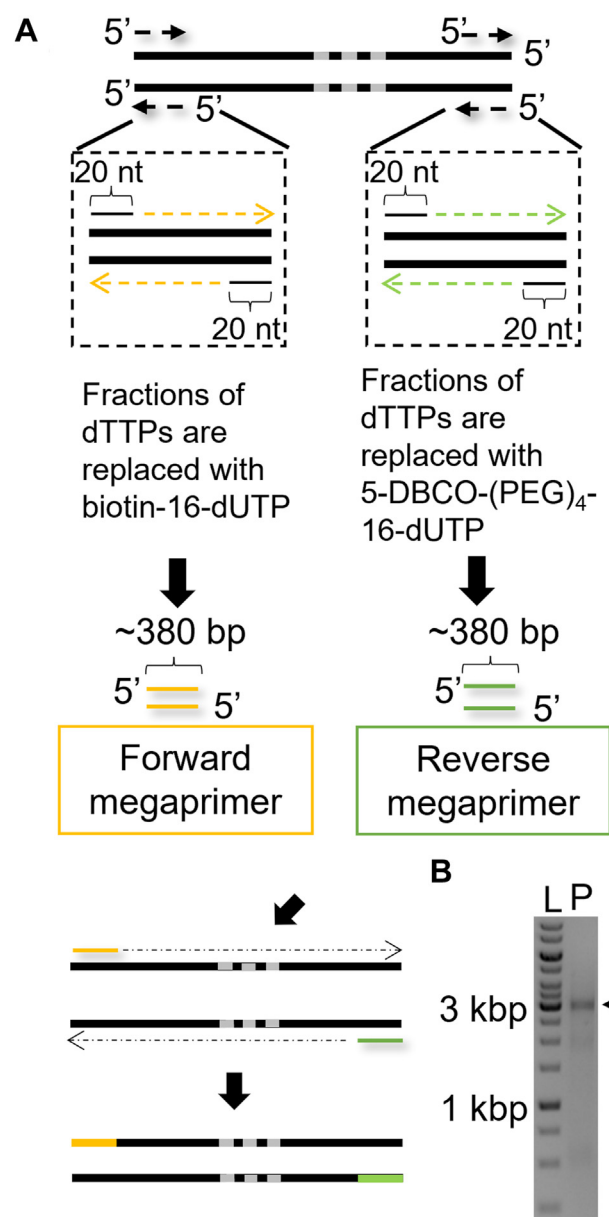 A
5’ 5’ 5’
5’ 5’ 5’
20 nt 20 nt
20 nt 20 nt
Fractions of
dTTPs are
replaced with
biotin-16-dUTP
Fractions of
dTTPs are
replaced with
5-DBCO-(PEG)₄-
16-dUTP
~380 bp ~380 bp
5’ 5’ 5’ 5’
Forward
megaprimer
Reverse
megaprimer
B
L P
3 kbp
1 kbp